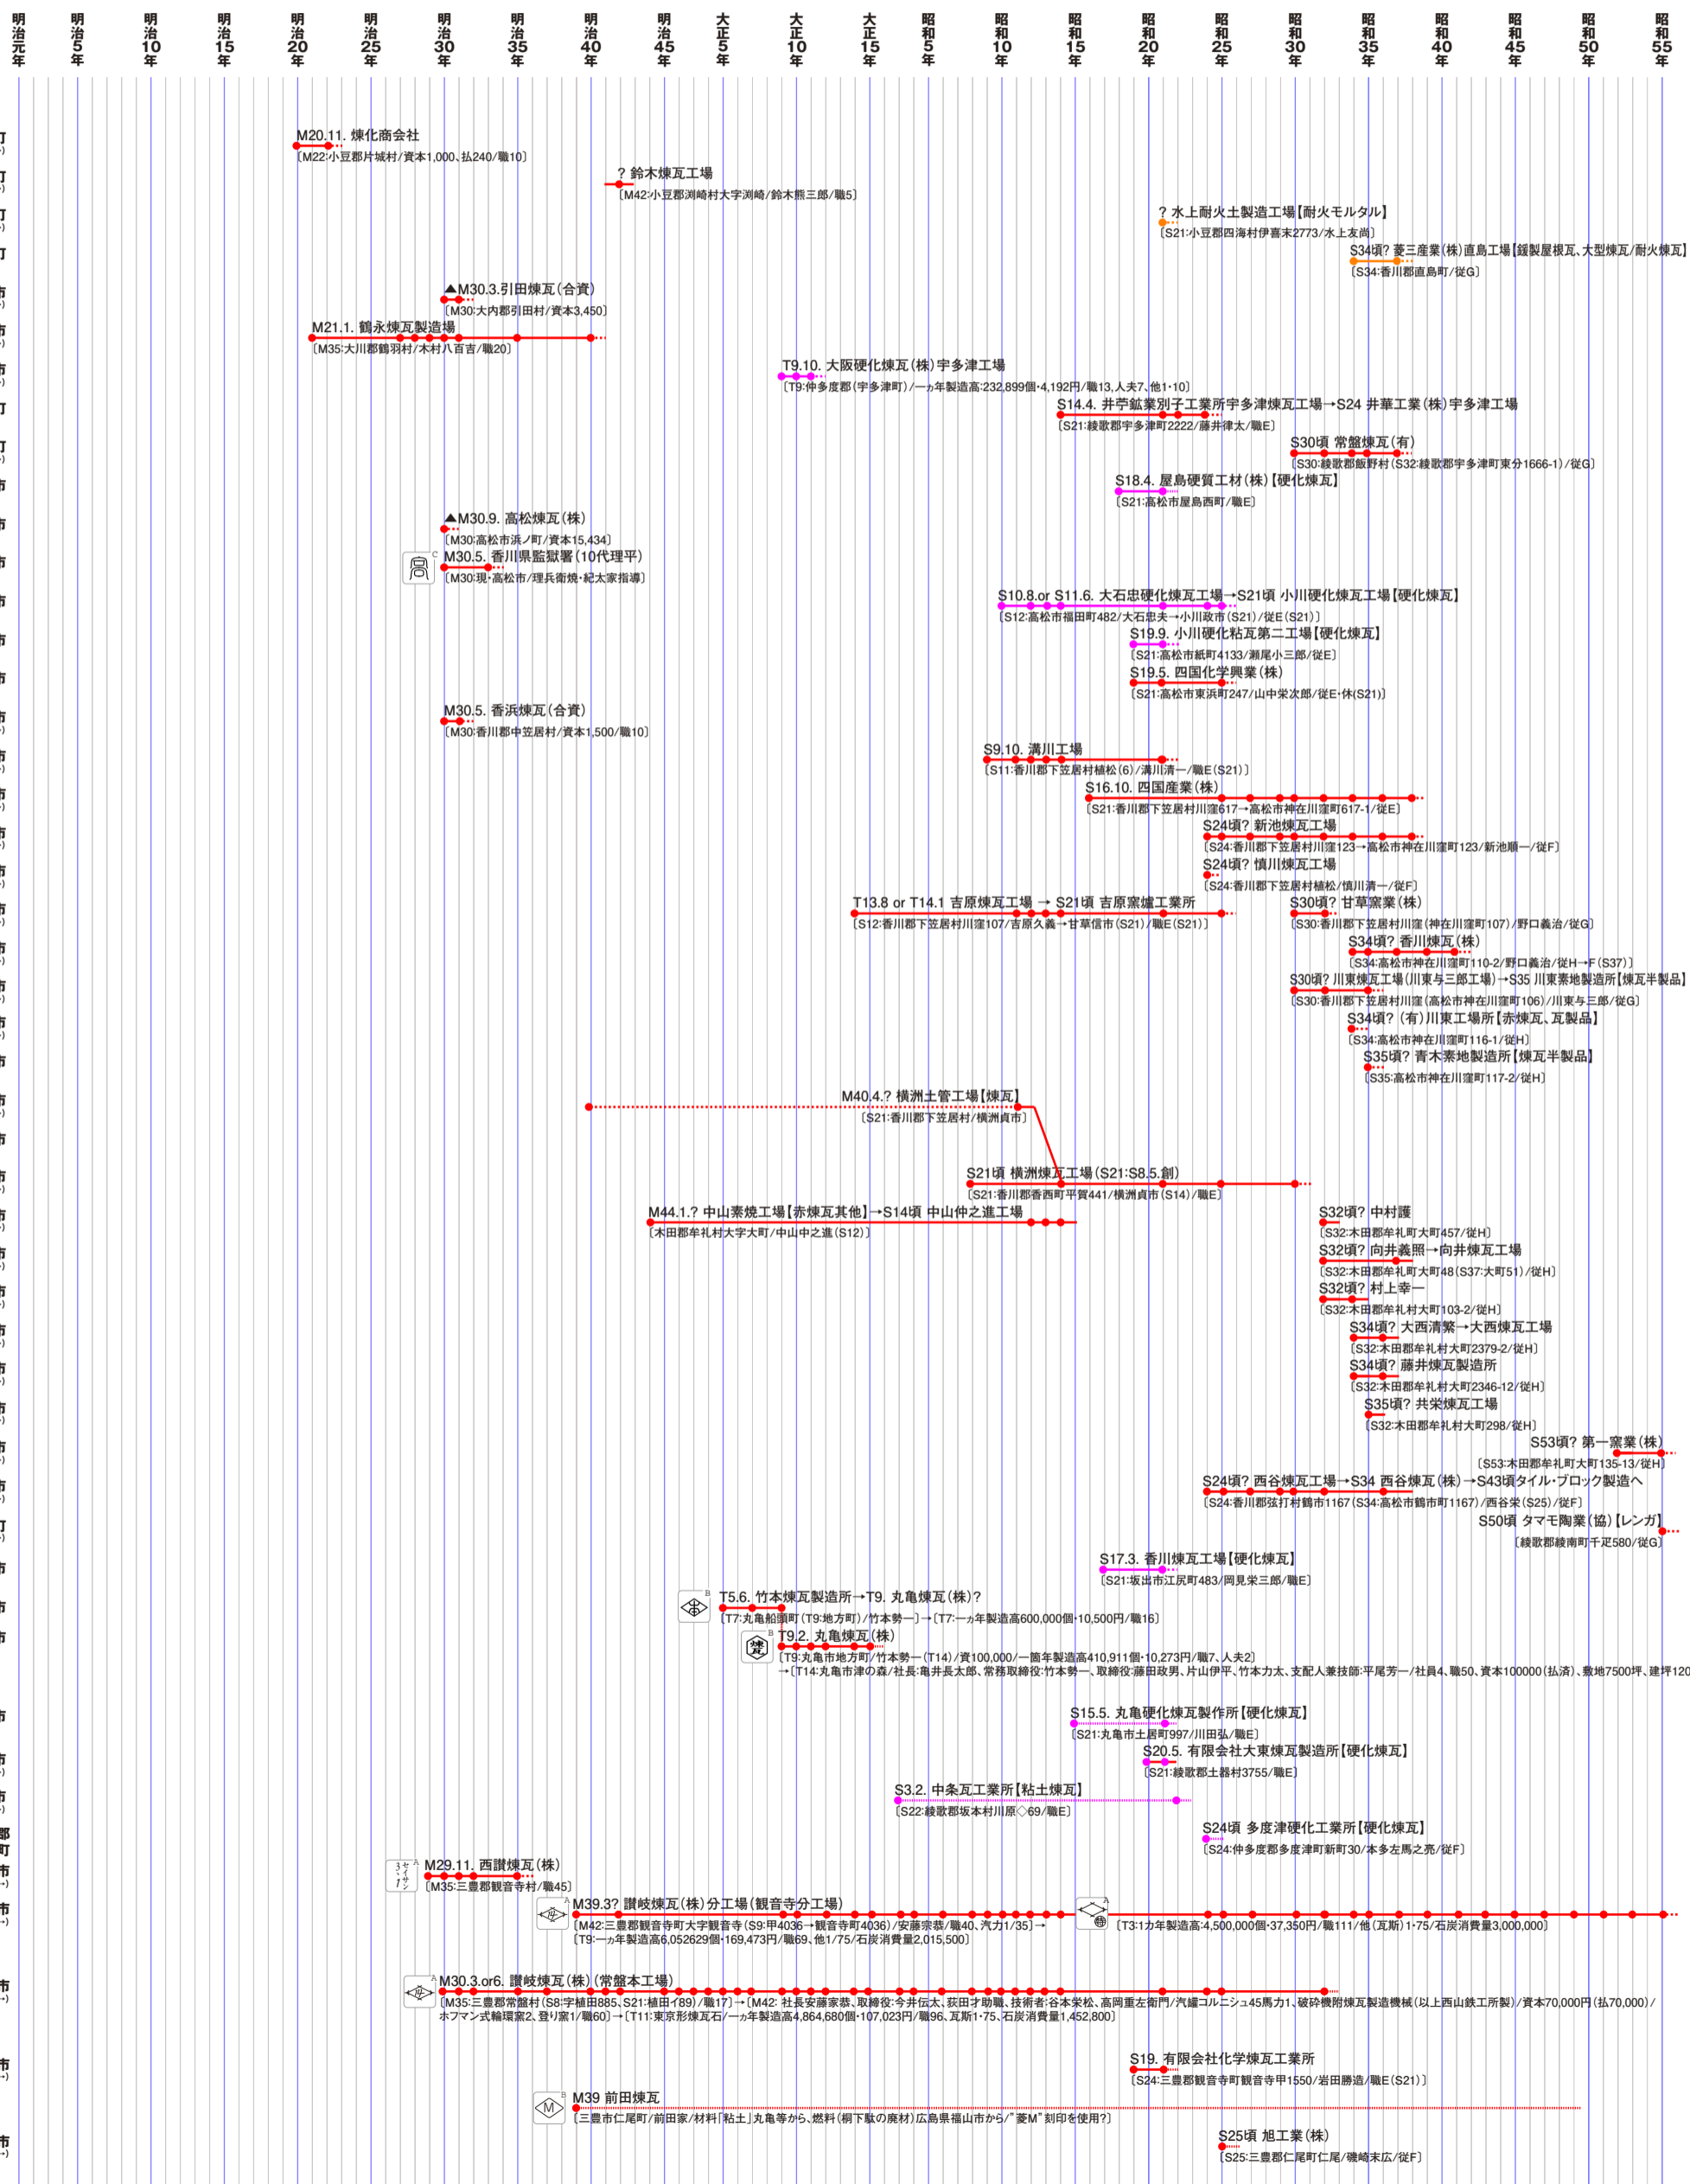 明治元年 明治5年 明治10年 明治15年 明治20年 明治25年 明治30年 明治35年 明治40年 明治45年 大正5年 大正10年 大正15年 昭和5年 昭和10年 昭和15年 昭和20年 昭和25年 昭和30年 昭和35年 昭和40年 昭和45年 昭和50年 昭和55年
M20.11. 煉化商会社
〔M22:小豆郡片城村/資本1,000、払240/職10〕
? 鈴木煉瓦工場
〔M42:小豆郡渕崎村大字渕崎/鈴木熊三郎/職5〕
? 水上耐火土製造工場【耐火モルタル】
〔S21:小豆郡四海村伊喜末2773/水上友尚〕
S34頃? 菱三産業(株)直島工場【鍰製屋根瓦、大型煉瓦/耐火煉瓦】
〔S34:香川郡直島町/従G〕
▲M30.3.引田煉瓦(合資)
〔M30:大内郡引田村/資本3,450〕
M21.1. 鶴永煉瓦製造場
〔M35:大川郡鶴羽村/木村八百吉/職20〕
T9.10. 大阪硬化煉瓦(株)宇多津工場
〔T9:仲多度郡(宇多津町)/一ヵ年製造高:232,899個・4,192円/職13,人夫7、他1・10〕
S14.4. 井苧鉱業別子工業所宇多津煉瓦工場→S24 井華工業(株)宇多津工場
〔S21:綾歌郡宇多津町2222/藤井律太/職E〕
S30頃 常盤煉瓦(有)
〔S30:綾歌郡飯野村(S32:綾歌郡宇多津町東分1666-1)/従G〕
S18.4. 屋島硬質工材(株)【硬化煉瓦】
〔S21:高松市屋島西町/職E〕
▲M30.9. 高松煉瓦(株)
〔M30:高松市浜ノ町/資本15,434〕
C
M30.5. 香川県監獄署(10代理平)
〔M30:現・高松市/理兵衛焼・紀太家指導〕
S10.8.or S11.6. 大石忠硬化煉瓦工場→S21頃 小川硬化煉瓦工場【硬化煉瓦】
〔S12:高松市福田町482/大石忠夫→小川政市(S21)/従E(S21)〕
S19.9. 小川硬化粘瓦第二工場【硬化煉瓦】
〔S21:高松市紙町4133/瀬尾小三郎/従E〕
S19.5. 四国化学興業(株)
〔S21:高松市東浜町247/山中栄次郎/従E・休(S21)〕
M30.5. 香浜煉瓦(合資)
〔M30:香川郡中笠居村/資本1,500/職10〕
S9.10. 溝川工場
〔S11:香川郡下笠居村植松(6)/溝川清一/職E(S21)〕
S16.10. 四国産業(株)
〔S21:香川郡下笠居村川窪617→高松市神在川窪町617-1/従E〕
S24頃? 新池煉瓦工場
〔S24:香川郡下笠居村川窪123→高松市神在川窪町123/新池順一/従F〕
S24頃? 慎川煉瓦工場
〔S24:香川郡下笠居村植松/慎川清一/従F〕
T13.8 or T14.1 吉原煉瓦工場 → S21頃 吉原窯爐工業所
〔S12:香川郡下笠居村川窪107/吉原久義→甘草信市(S21)/職E(S21)〕
S30頃? 甘草窯業(株)
〔S30:香川郡下笠居村川窪(神在川窪町107)/野口義治/従G〕
S34頃? 香川煉瓦(株)
〔S34:高松市神在川窪町110-2/野口義治/従H→F(S37)〕
S30頃? 川東煉瓦工場(川東与三郎工場)→S35 川東素地製造所【煉瓦半製品】
〔S30:香川郡下笠居村川窪(高松市神在川窪町106)/川東与三郎/従G〕
S34頃? (有)川東工場所【赤煉瓦、瓦製品】
〔S34:高松市神在川窪町116-1/従H〕
S35頃? 青木素地製造所【煉瓦半製品】
〔S35:高松市神在川窪町117-2/従H〕
M40.4.? 横洲土管工場【煉瓦】
〔S21:香川郡下笠居村/横洲貞市〕
S21頃 横洲煉瓦工場(S21:S8.5.創)
〔S21:香川郡香西町平賀441/横洲貞市(S14)/職E〕
M44.1.? 中山素焼工場【赤煉瓦其他】→S14頃 中山仲之進工場
〔木田郡牟礼村大字大町/中山中之進(S12)〕
S32頃? 中村護
〔S32:木田郡牟礼町大町457/従H〕
S32頃? 向井義照→向井煉瓦工場
〔S32:木田郡牟礼町大町48(S37:大町51)/従H〕
S32頃? 村上幸一
〔S32:木田郡牟礼村大町103-2/従H〕
S34頃? 大西清繁→大西煉瓦工場
〔S32:木田郡牟礼村大町2379-2/従H〕
S34頃? 藤井煉瓦製造所
〔S32:木田郡牟礼村大町2346-12/従H〕
S35頃? 共栄煉瓦工場
〔S32:木田郡牟礼村大町298/従H〕
S53頃? 第一窯業(株)
〔S53:木田郡牟礼町大町135-13/従H〕
S24頃? 西谷煉瓦工場→S34 西谷煉瓦(株)→S43頃タイル・ブロック製造へ
〔S24:香川郡弦打村鶴市1167(S34:高松市鶴市町1167)/西谷栄(S25)/従F〕
S50頃 タマモ陶業(協)【レンガ】
〔綾歌郡綾南町千疋580/従G〕
S17.3. 香川煉瓦工場【硬化煉瓦】
〔S21:坂出市江尻町483/岡見栄三郎/職E〕
B
T5.6. 竹本煉瓦製造所→T9. 丸亀煉瓦(株)?
〔T7:丸亀船頭町(T9:地方町)/竹本勢一〕→〔T7:一ヵ年製造高600,000個・10,500円/職16〕
B
T9.2. 丸亀煉瓦(株)
〔T9:丸亀市地方町/竹本勢一(T14)/資100,000/一箇年製造高410,911個・10,273円/職7、人夫2〕
→〔T14:丸亀市津の森/社長:亀井長太郎、常務取締役:竹本勢一、取締役:藤田政男、片山伊平、竹本力太、支配人兼技師:平尾芳一/社員4、職50、資本100000(払済)、敷地7500坪、建坪120
S15.5. 丸亀硬化煉瓦製作所【硬化煉瓦】
〔S21:丸亀市土居町997/川田弘/職E〕
S20.5. 有限会社大東煉瓦製造所【硬化煉瓦】
〔S21:綾歌郡土器村3755/職E〕
S3.2. 中条瓦工業所【粘土煉瓦】
〔S22:綾歌郡坂本村川原◇69/職E〕
S24頃 多度津硬化工業所【硬化煉瓦】
〔S24:仲多度郡多度津町新町30/本多左馬之亮/従F〕
セイサン A
M29.11. 西讃煉瓦(株)
〔M35:三豊郡観音寺村/職45〕
A
M39.3? 讃岐煉瓦(株)分工場(観音寺分工場)
〔M42:三豊郡観音寺町大字観音寺(S9:甲4036→観音寺町4036)/安藤宗恭/職40、汽力1/35〕→
〔T9:一ヵ年製造高6,052629個・169,473円/職69、他1/75/石炭消費量2,015,500〕
A
〔T3:1カ年製造高:4,500,000個・37,350円/職111/他(瓦斯)1・75/石炭消費量3,000,000〕
A
M30.3.or6. 讃岐煉瓦(株)(常盤本工場)
〔M35:三豊郡常盤村(S8:字植田885、S21:植田イ89)/職17〕→〔M42: 社長安藤家恭、取締役:今井伝太、荻田才助職、技術者:谷本栄松、高岡重左衛門/汽罐コルニシュ45馬力1、破砕機附煉瓦製造機械(以上西山鉄工所製)/資本70,000円(払70,000)/
ホフマン式輪環窯2、登り窯1/職60〕→〔T11:東京形煉瓦石/一ヵ年製造高4,864,680個・107,023円/職96、瓦斯1・75、石炭消費量1,452,800〕
S19. 有限会社化学煉瓦工業所
〔S24:三豊郡観音寺町観音寺甲1550/岩田勝造/職E(S21)〕
M B
M39 前田煉瓦
〔三豊市仁尾町/前田家/材料「粘土」丸亀等から、燃料(桐下駄の廃材)広島県福山市から/"菱M"刻印を使用?〕
S25頃 旭工業(株)
〔S25:三豊郡仁尾町仁尾/磯崎末広/従F〕